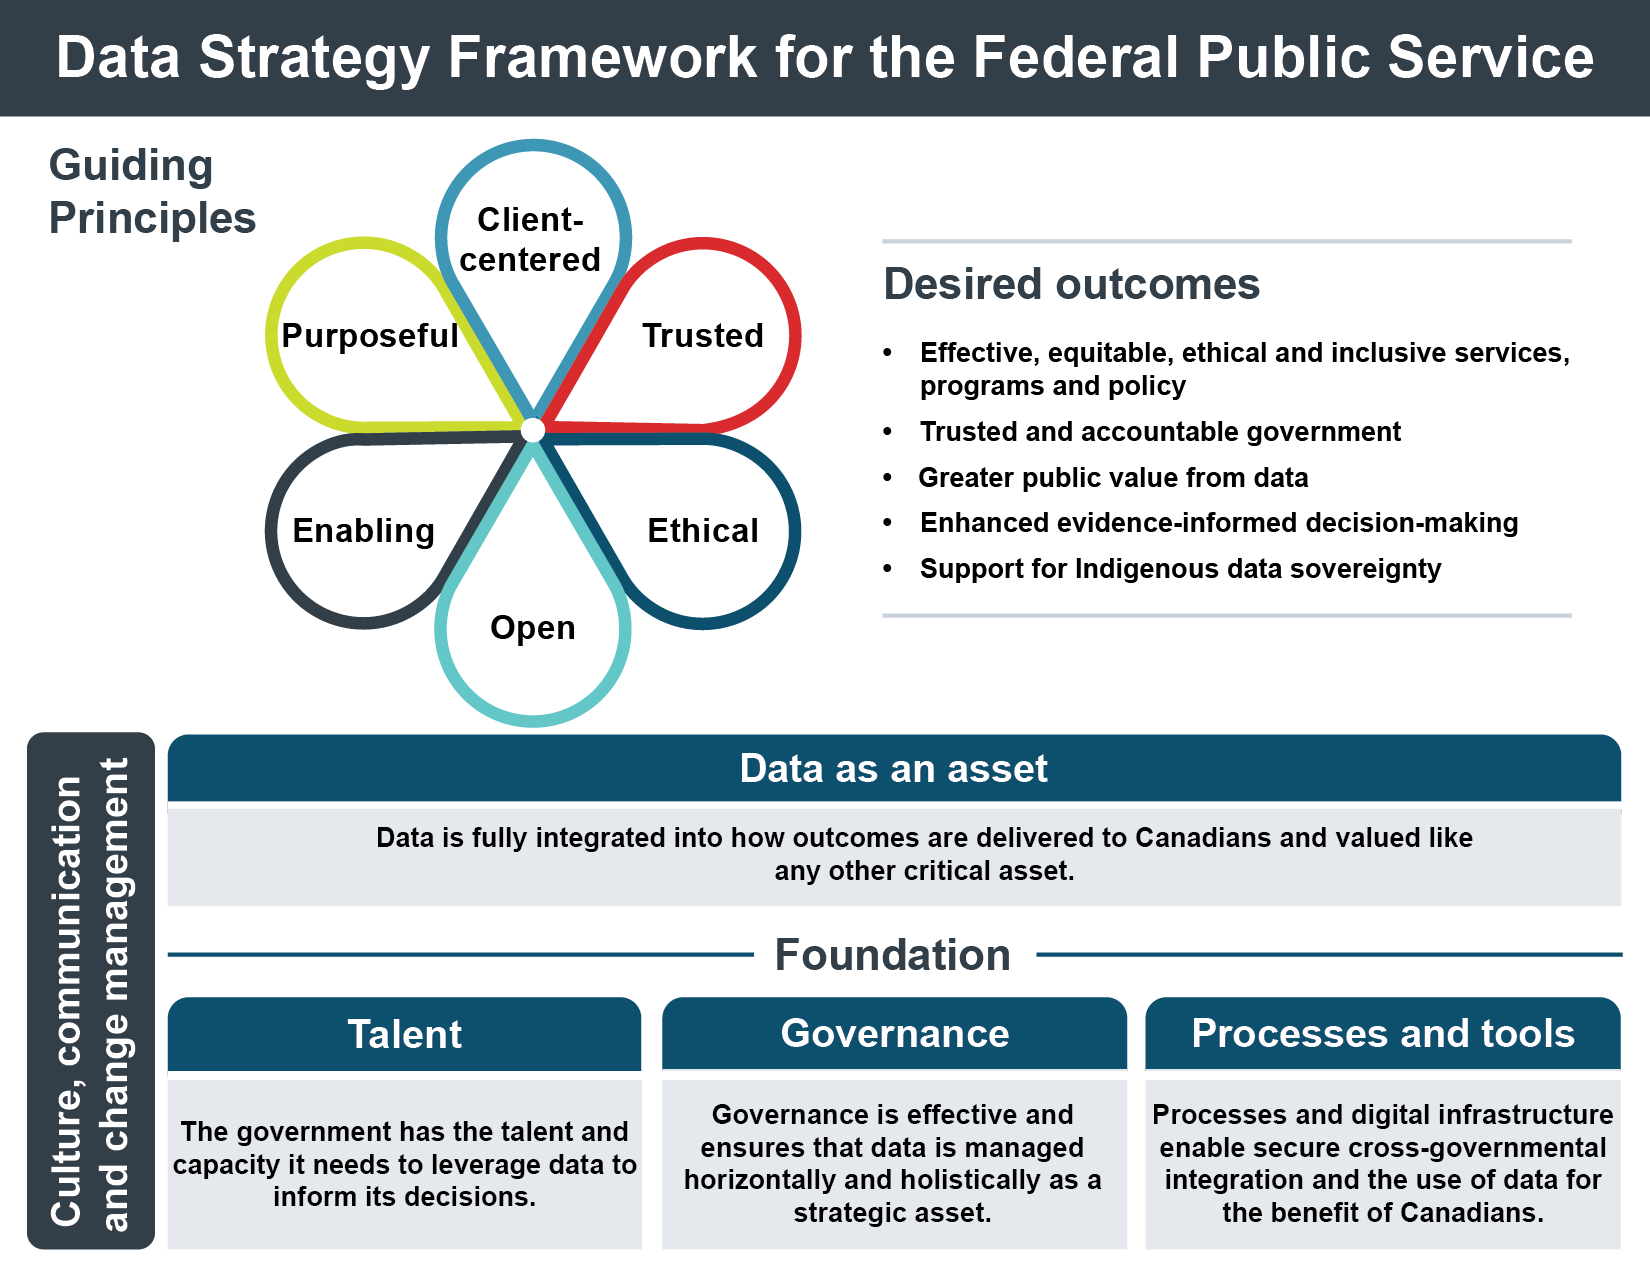 Data Strategy Framework for the Federal Public Service
Guiding
Principles
Client-
centered
Purposeful
Trusted
Enabling
Ethical
Open
Desired outcomes
• Effective, equitable, ethical and inclusive services,
programs and policy
• Trusted and accountable government
• Greater public value from data
• Enhanced evidence-informed decision-making
• Support for Indigenous data sovereignty
Culture, communication
and change management
Data as an asset
Data is fully integrated into how outcomes are delivered to Canadians and valued like
any other critical asset.
Foundation
Talent
The government has the talent and
capacity it needs to leverage data to
inform its decisions.
Governance
Governance is effective and
ensures that data is managed
horizontally and holistically as a
strategic asset.
Processes and tools
Processes and digital infrastructure
enable secure cross-governmental
integration and the use of data for
the benefit of Canadians.